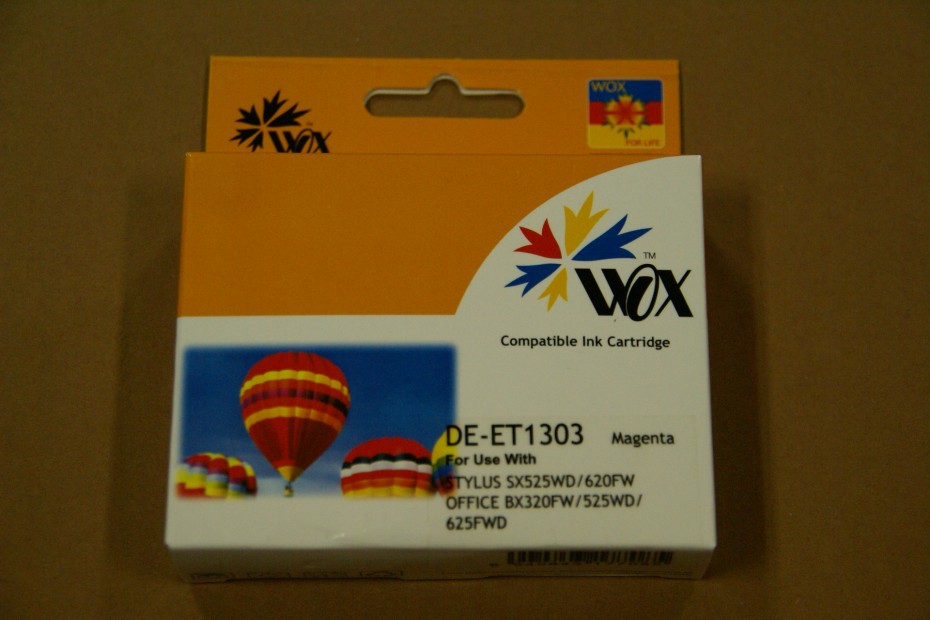 WOX
FOR LIFE
WOX
TM
WOX
Compatible Ink Cartridge
DE-ET1303 Magenta
For Use With
STYLUS SX525WD/620FW
OFFICE BX320FW/525WD/
625FWD